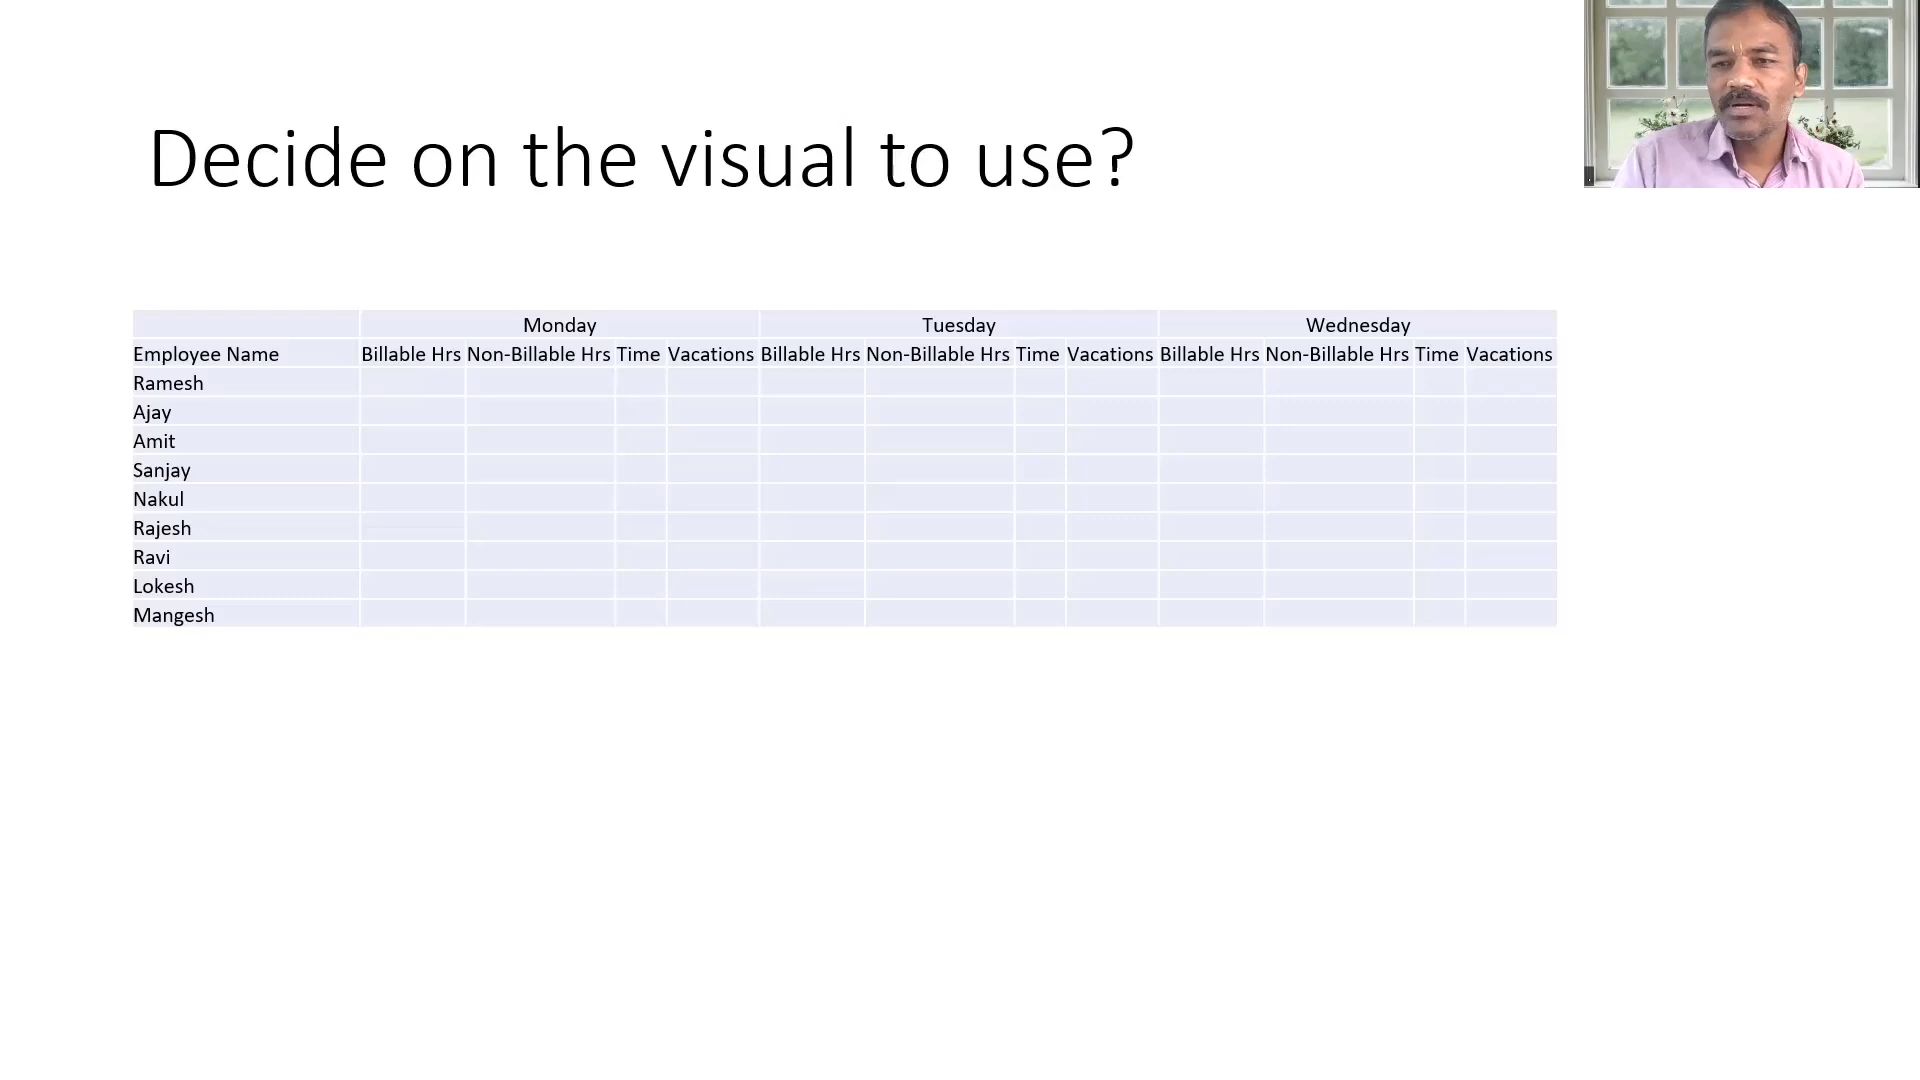 Decide on the visual to use?
Monday Tuesday Wednesday
Employee Name Billable Hrs Non-Billable Hrs Time Vacations Billable Hrs Non-Billable Hrs Time Vacations Billable Hrs Non-Billable Hrs Time Vacations
Ramesh
Ajay
Amit
Sanjay
Nakul
Rajesh
Ravi
Lokesh
Mangesh